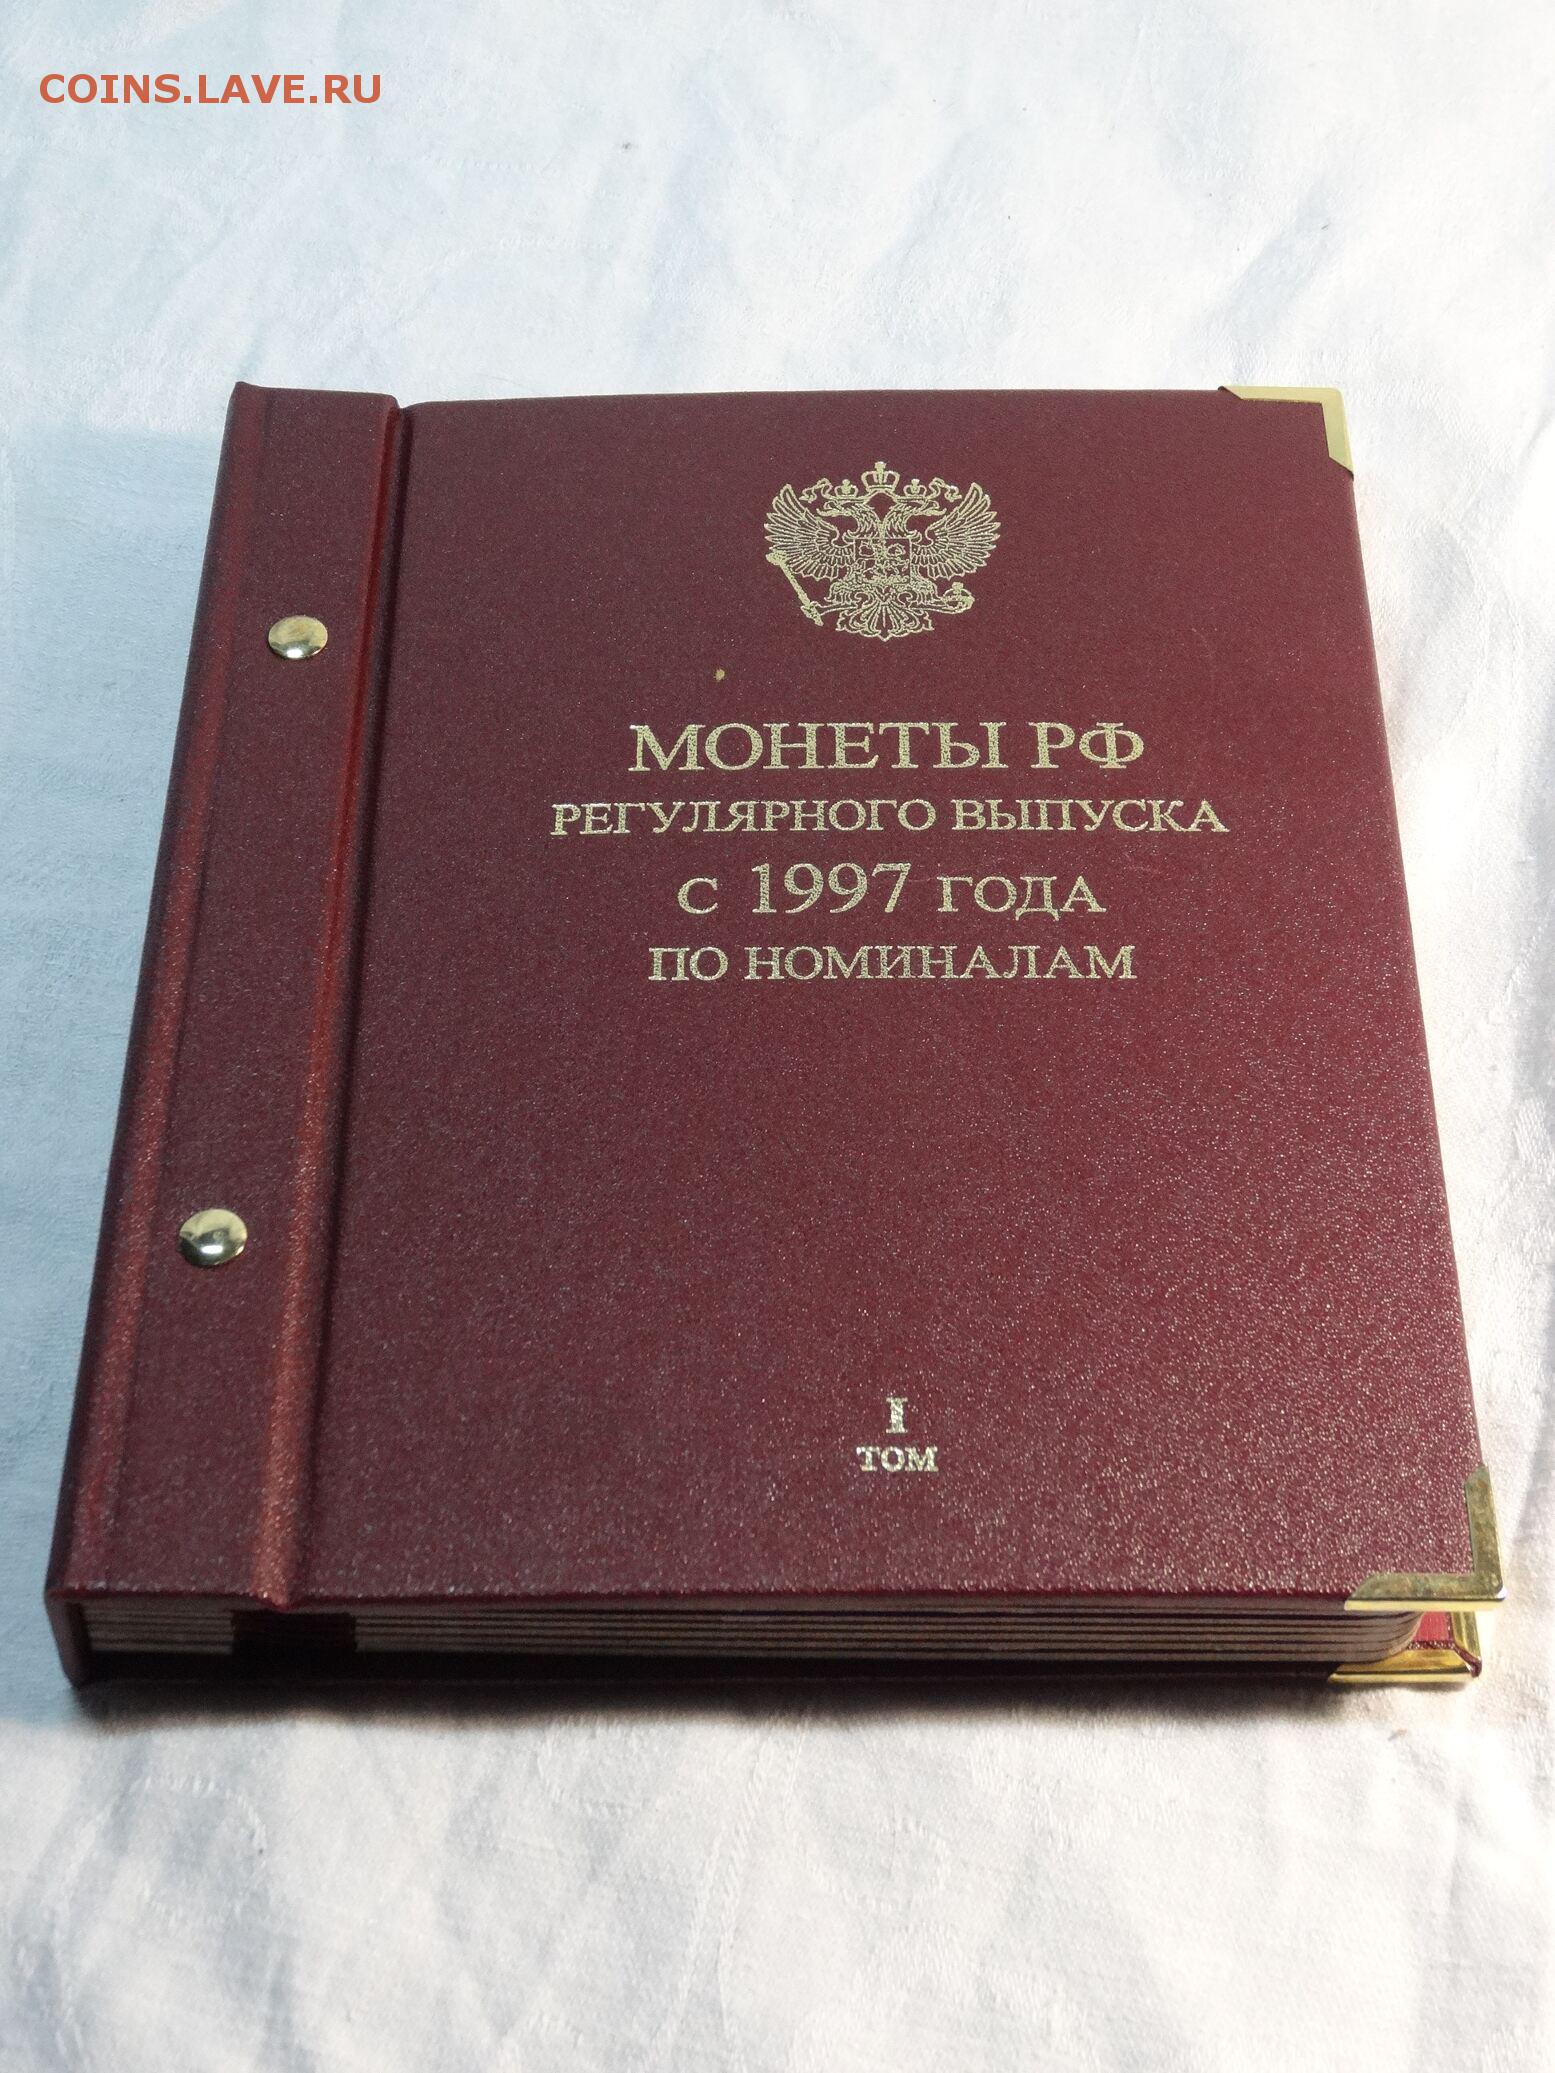 COINS.LAVE.RU
МОНЕТЫ РФ
РЕГУЛЯРНОГО ВЫПУСКА
С 1997 ГОДА
ПО НОМИНАЛАМ
I
ТОМ